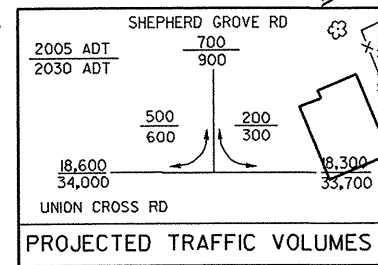 SHEPHERD GROVE RD
2005 ADT
2030 ADT
700
900
500
600
200
300
18,600
34,000
18,300
33,700
UNION CROSS RD
PROJECTED TRAFFIC VOLUMES